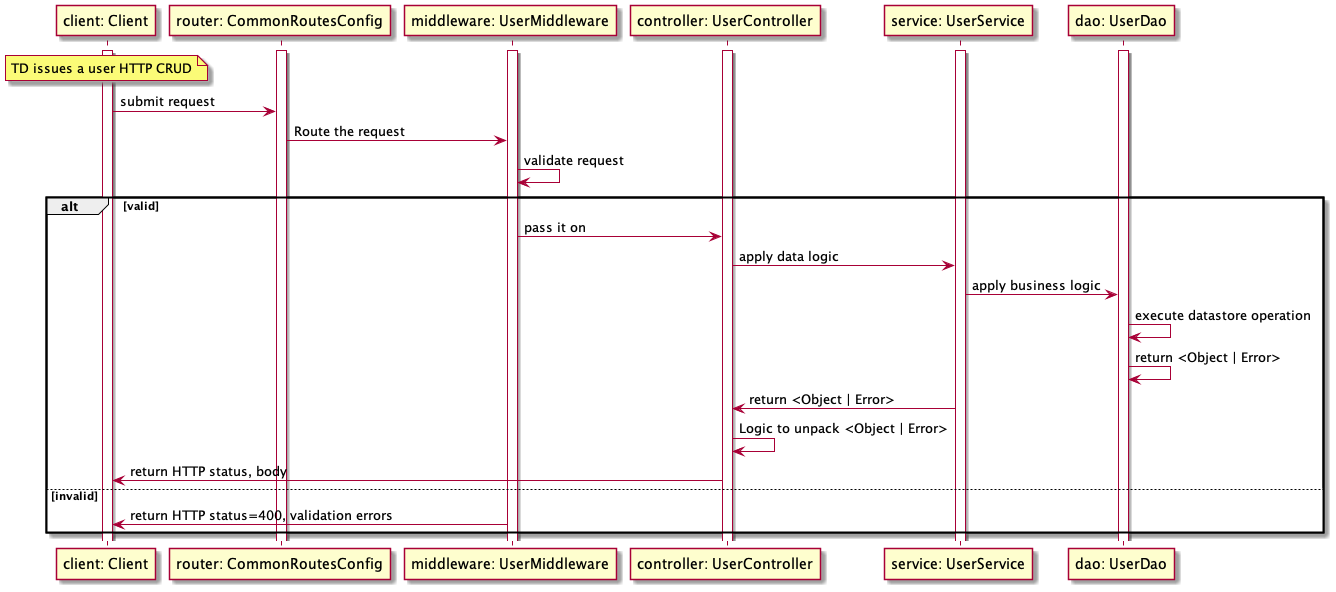 client: Client
router: CommonRoutesConfig
middleware: UserMiddleware
controller: UserController
service: UserService
dao: UserDao
TD issues a user HTTP CRUD
submit request
Route the request
validate request
alt
[valid]
pass it on
apply data logic
apply business logic
execute datastore operation
return <Object | Error>
return <Object | Error>
Logic to unpack <Object | Error>
return HTTP status, body
[invalid]
return HTTP status=400, validation errors
client: Client
router: CommonRoutesConfig
middleware: UserMiddleware
controller: UserController
service: UserService
dao: UserDao